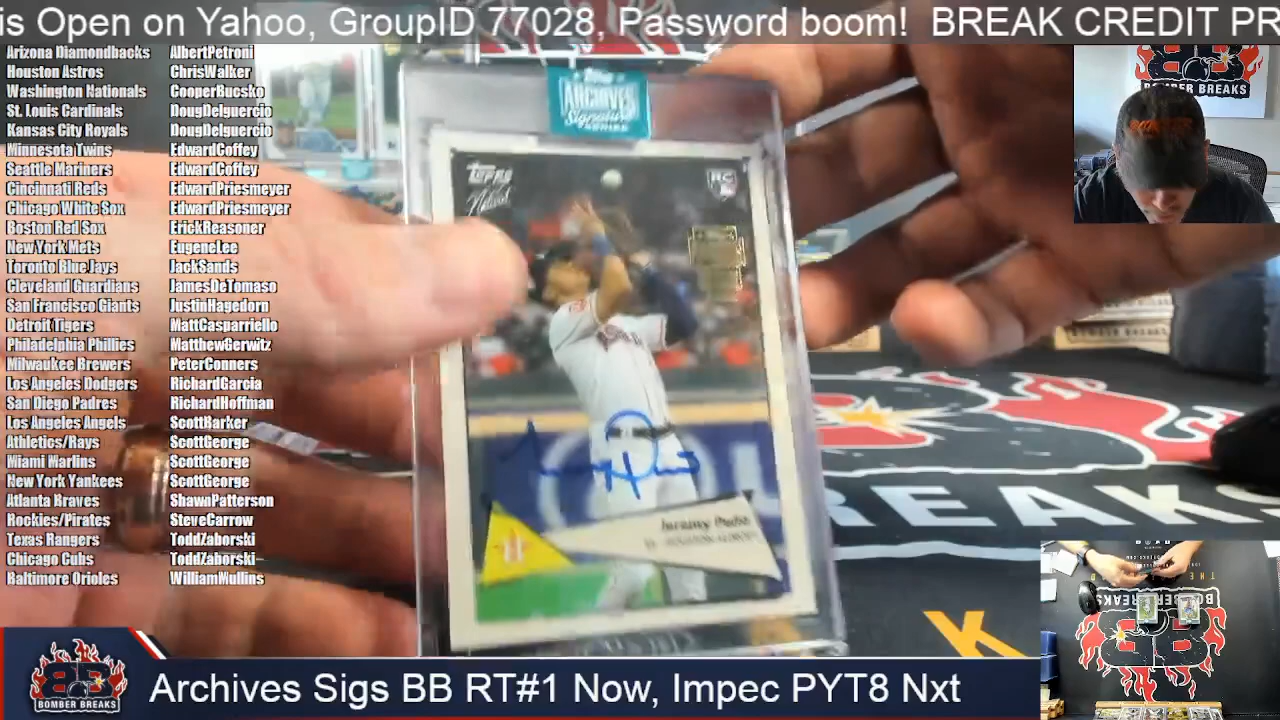 is Open on Yahoo, GroupID 77028, Password boom!  BREAK CREDIT PR
Arizona Diamondbacks AlbertPetroni
Houston Astros ChrisWalker
Washington Nationals CooperBucsko
St. Louis Cardinals DougDelguercio
Kansas City Royals DougDelguercio
Minnesota Twins EdwardCoffey
Seattle Mariners EdwardCoffey
Cincinnati Reds EdwardPriesmeyer
Chicago White Sox EdwardPriesmeyer
Boston Red Sox ErickReasoner
New York Mets EugeneLee
Toronto Blue Jays JackSands
Cleveland Guardians JamesDeTomaso
San Francisco Giants JustinHagedorn
Detroit Tigers MattCasparriello
Philadelphia Phillies MatthewGerwitz
Milwaukee Brewers PeterConners
Los Angeles Dodgers RichardGarcia
San Diego Padres RichardHoffman
Los Angeles Angels ScottBarker
Athletics/Rays ScottGeorge
Miami Marlins ScottGeorge
New York Yankees ScottGeorge
Atlanta Braves ShawnPatterson
Rockies/Pirates SteveCarrow
Texas Rangers ToddZaborski
Chicago Cubs ToddZaborski
Baltimore Orioles WilliamMullins
Topps
ARCHIVES
Signature
SERIES
TOPPS
RC
Jeremy Peña
SS HOUSTON ASTROS
BREAKS
K
BOMBER BREAKS
BOMBER BREAKS
Archives Sigs BB RT#1 Now, Impec PYT8 Nxt